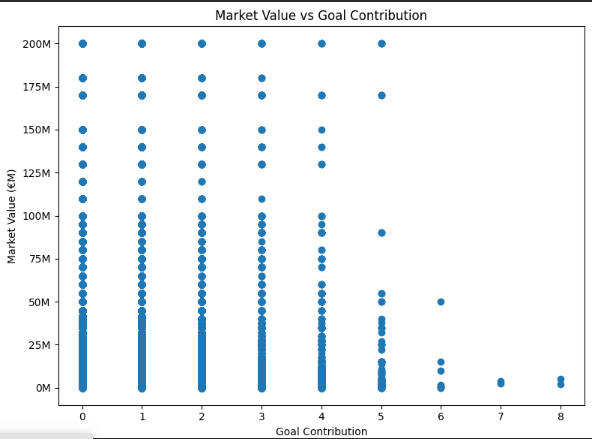 Market Value vs Goal Contribution
200M
175M
150M
125M
100M
75M
50M
25M
0M
Market Value (€M)
0 1 2 3 4 5 6 7 8
Goal Contribution